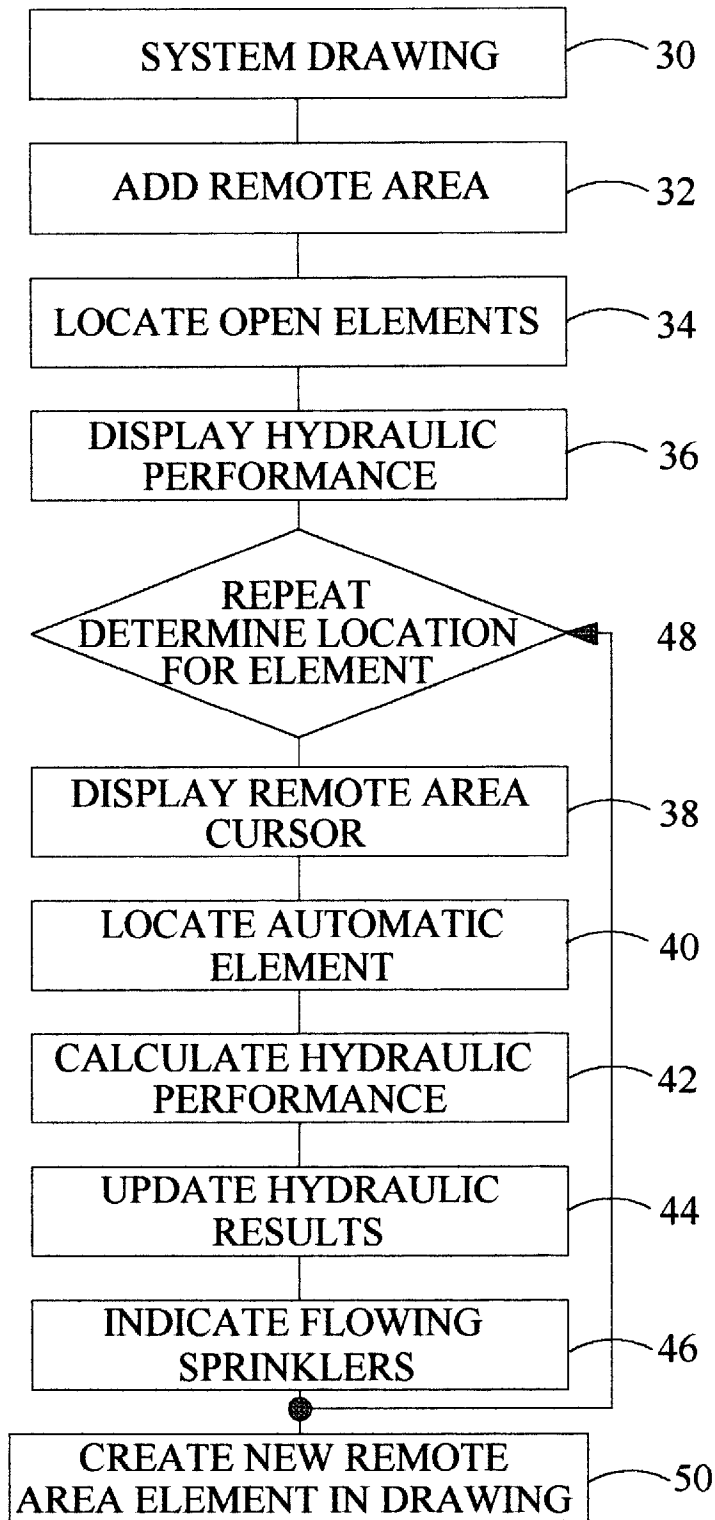 SYSTEM DRAWING 30
ADD REMOTE AREA 32
LOCATE OPEN ELEMENTS 34
DISPLAY HYDRAULIC
PERFORMANCE 36
REPEAT
DETERMINE LOCATION 48
FOR ELEMENT
DISPLAY REMOTE AREA
CURSOR 38
LOCATE AUTOMATIC
ELEMENT 40
CALCULATE HYDRAULIC
PERFORMANCE 42
UPDATE HYDRAULIC
RESULTS 44
INDICATE FLOWING
SPRINKLERS 46
CREATE NEW REMOTE
AREA ELEMENT IN DRAWING 50